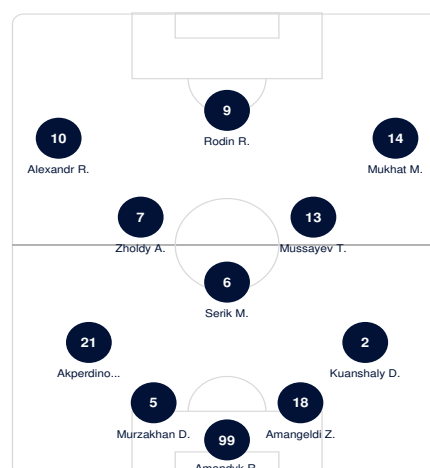 9
Rodin R.
10
Alexandr R.
14
Mukhat M.
7
Zholdy A.
13
Mussayev T.
6
Serik M.
21
Akperdino...
2
Kuanshaly D.
5
Murzakhan D.
18
Amangeldi Z.
99
Amandyk R.